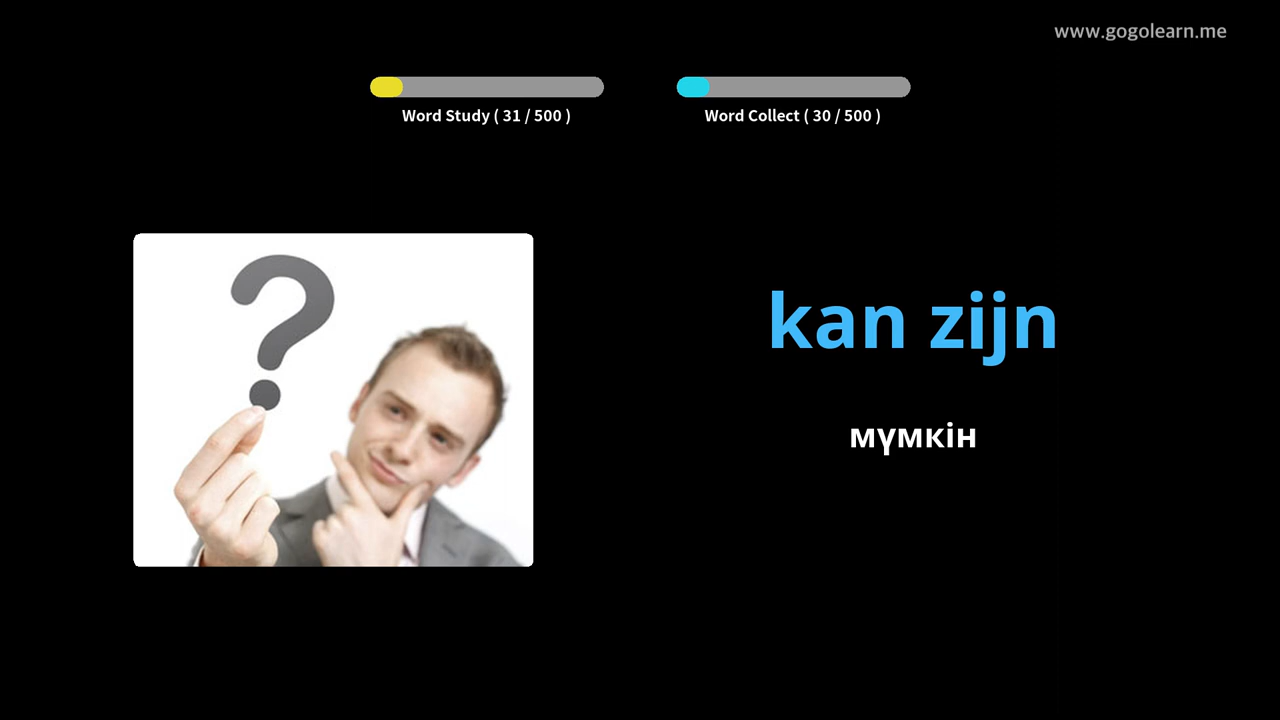 www.gogolearn.me
Word Study ( 31 / 500 )
Word Collect ( 30 / 500 )
kan zijn
мүмкін